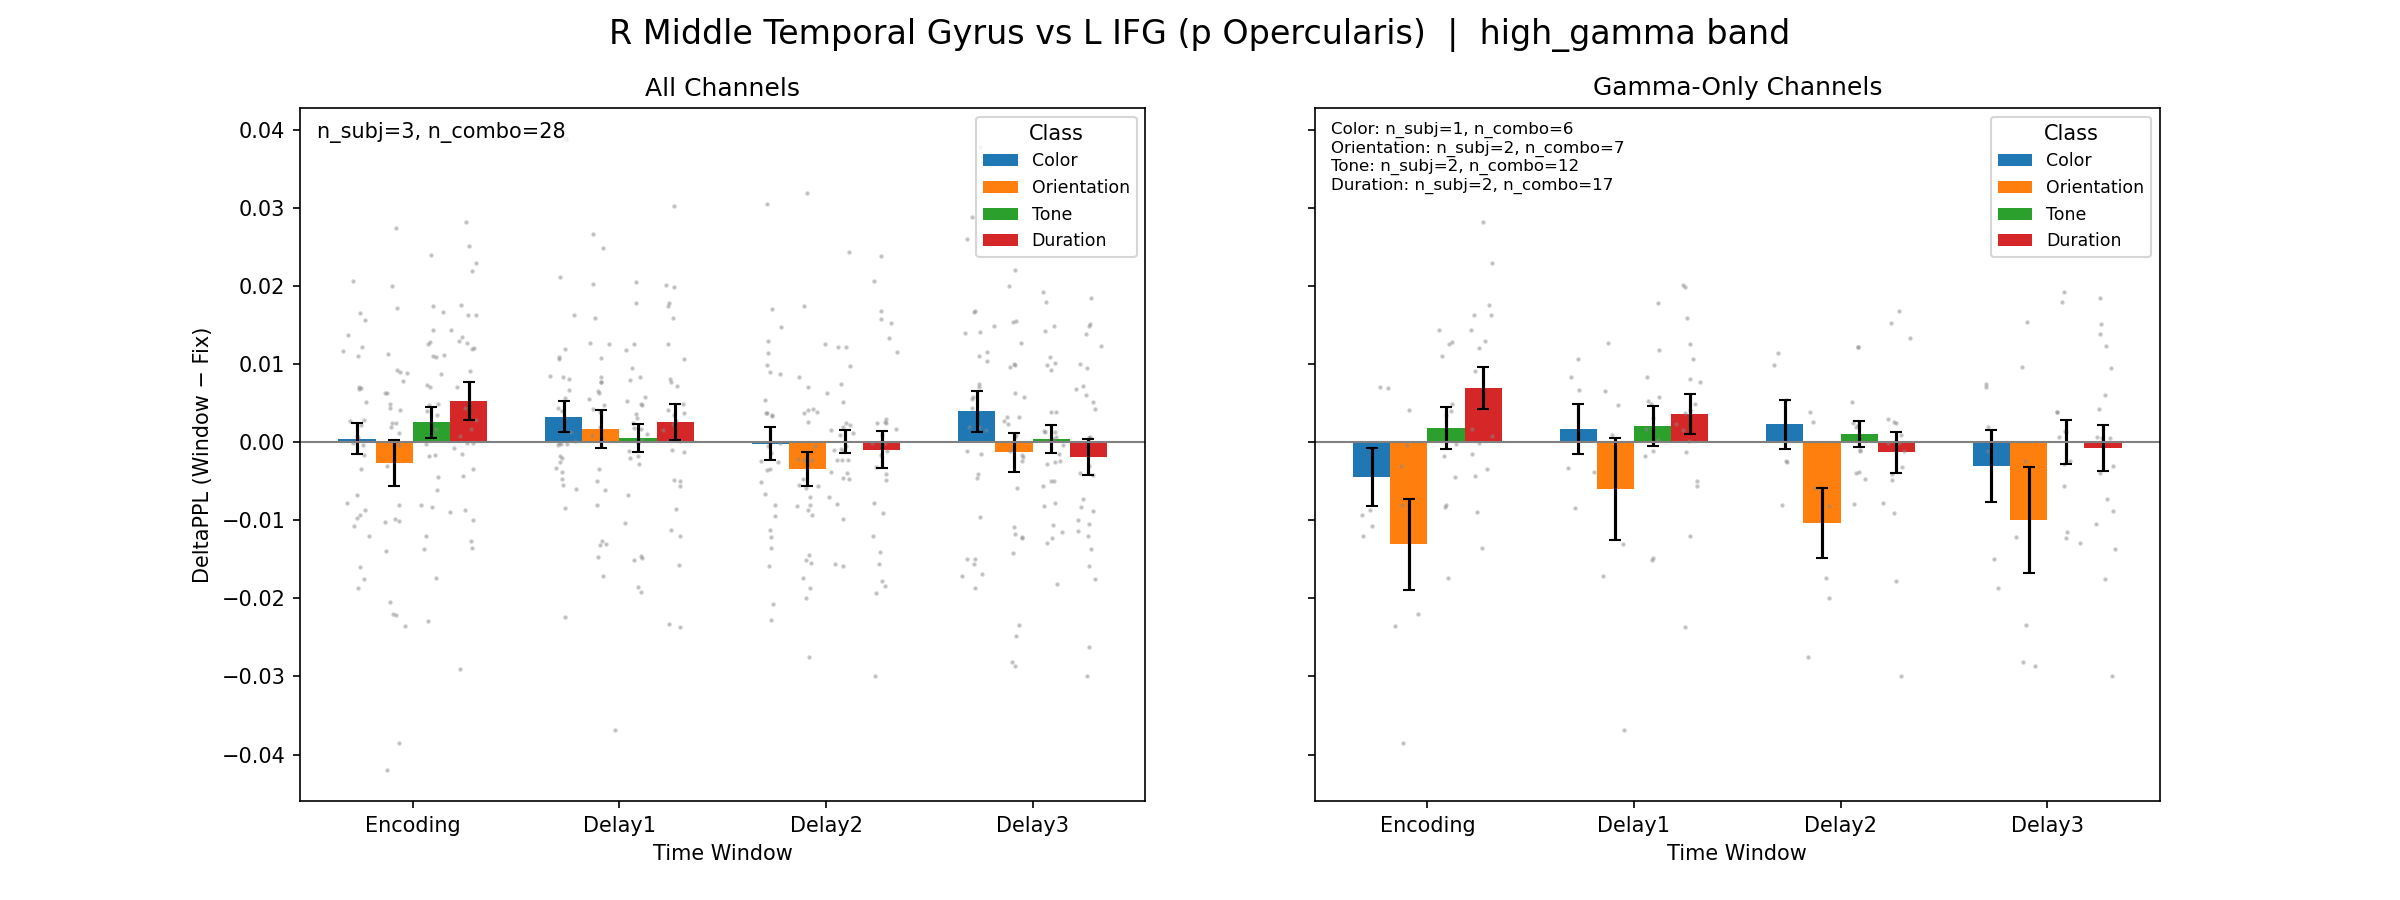 R Middle Temporal Gyrus vs L IFG (p Opercularis) | high_gamma band
All Channels
n_subj=3, n_combo=28
Class
Color
Orientation
Tone
Duration
0.04
0.03
0.02
0.01
0.00
−0.01
−0.02
−0.03
−0.04
DeltaPPL (Window − Fix)
Encoding
Delay1
Delay2
Delay3
Time Window
Gamma-Only Channels
Color: n_subj=1, n_combo=6
Orientation: n_subj=2, n_combo=7
Tone: n_subj=2, n_combo=12
Duration: n_subj=2, n_combo=17
Class
Color
Orientation
Tone
Duration
Encoding
Delay1
Delay2
Delay3
Time Window